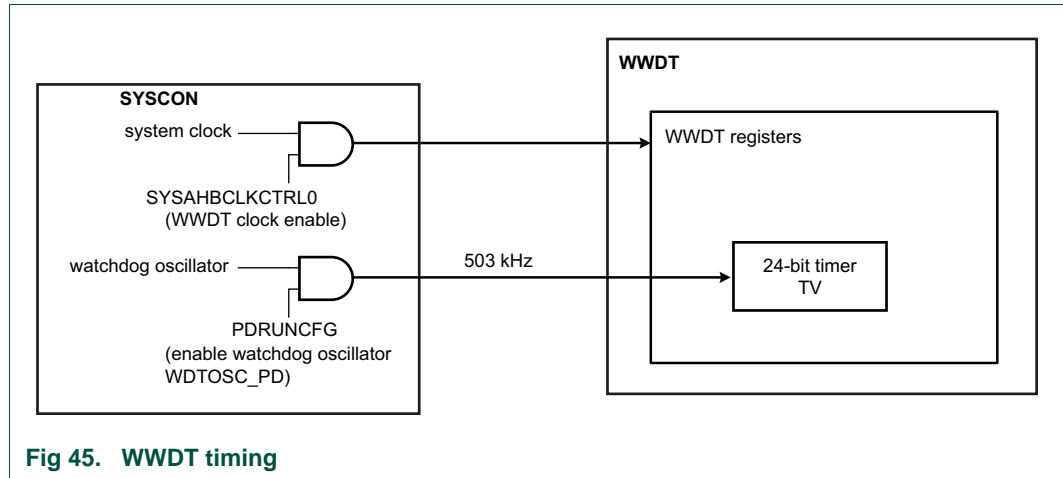 WWDT
SYSCON
system clock
WWDT registers
SYSAHBCLKCTRL0
(WWDT clock enable)
watchdog oscillator
503 kHz
24-bit timer
TV
PDRUNCFG
(enable watchdog oscillator
WDTOSC_PD)
Fig 45. WWDT timing